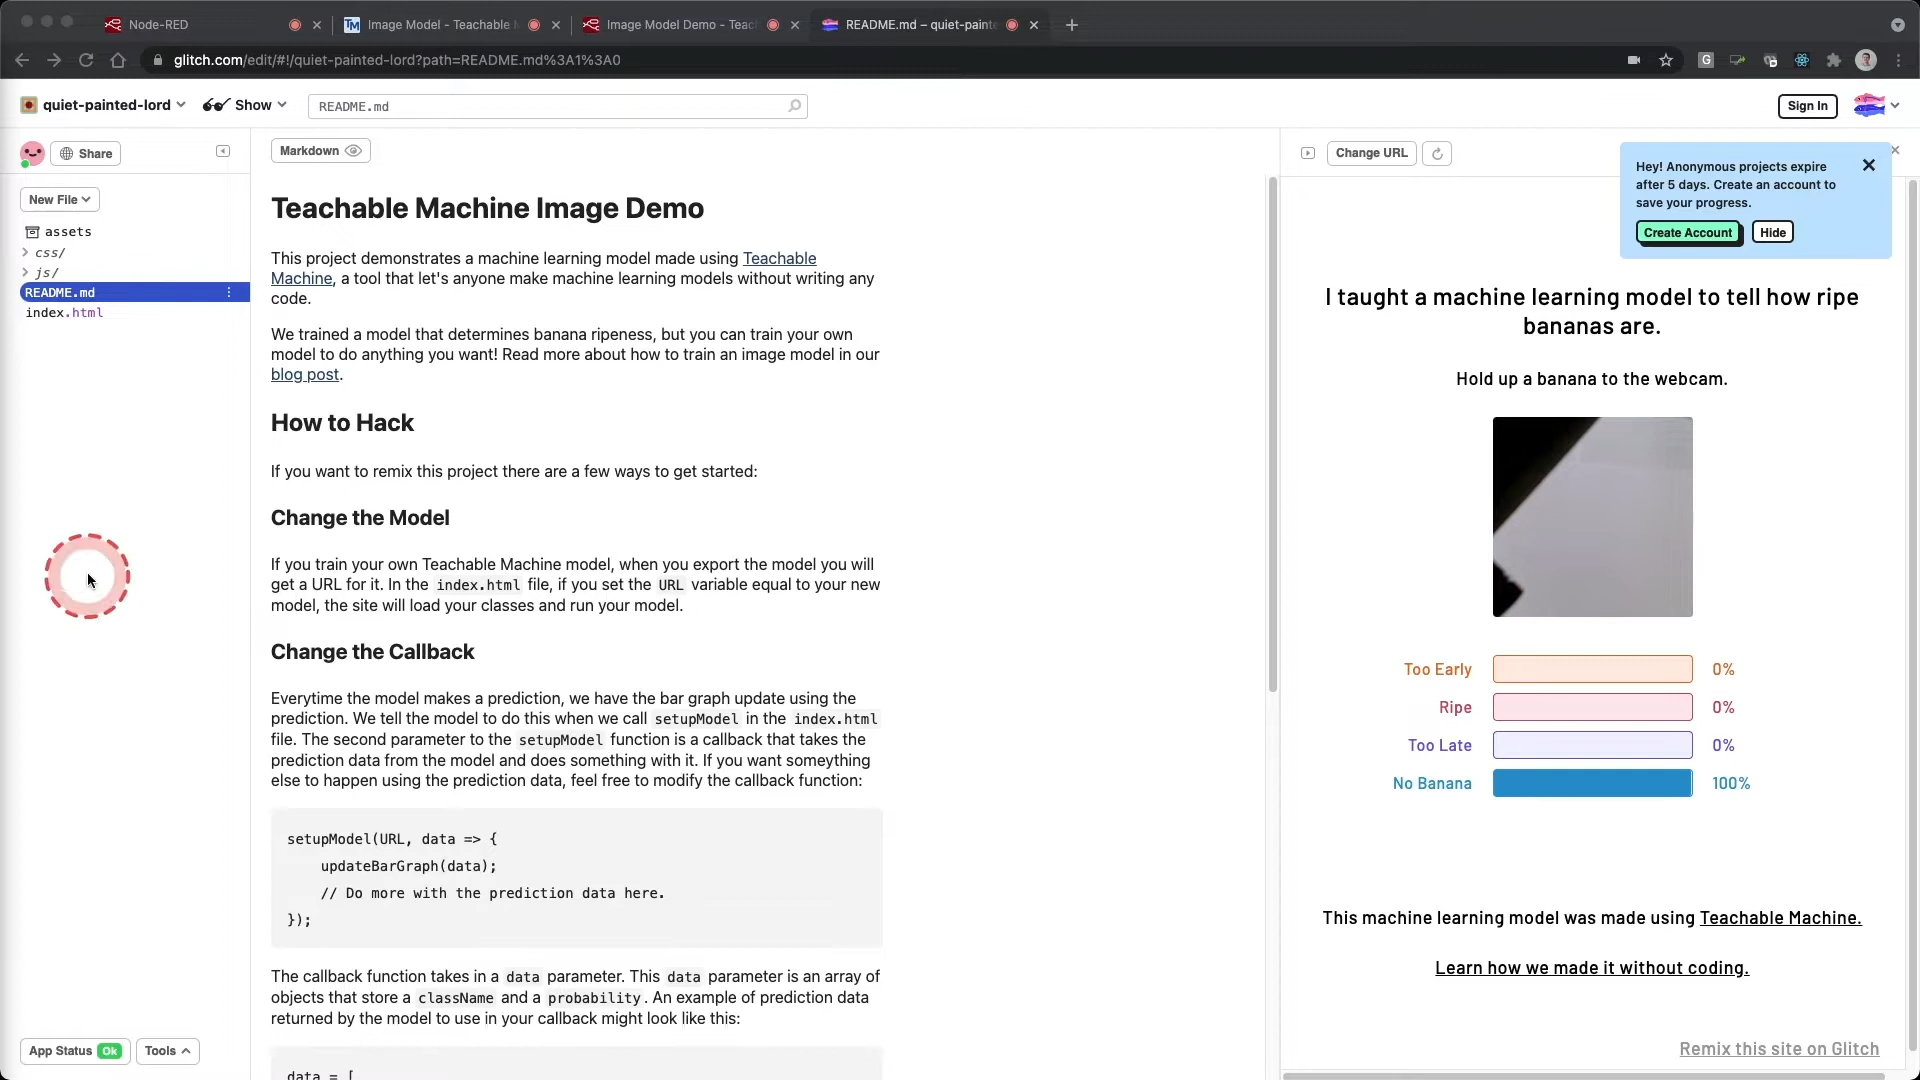 Node-RED
Image Model - Teachable
Image Model Demo - Teac
README.md – quiet-painte
glitch.com/edit/#!/quiet-painted-lord?path=README.md%3A1%3A0
quiet-painted-lord
Show
README.md
Sign In
Share
New File
assets
css/
js/
README.md
index.html
App Status Ok
Tools
Markdown
Teachable Machine Image Demo
This project demonstrates a machine learning model made using Teachable
Machine, a tool that let's anyone make machine learning models without writing any
code.
We trained a model that determines banana ripeness, but you can train your own
model to do anything you want! Read more about how to train an image model in our
blog post.
How to Hack
If you want to remix this project there are a few ways to get started:
Change the Model
If you train your own Teachable Machine model, when you export the model you will
get a URL for it. In the index.html file, if you set the URL variable equal to your new
model, the site will load your classes and run your model.
Change the Callback
Everytime the model makes a prediction, we have the bar graph update using the
prediction. We tell the model to do this when we call setupModel in the index.html
file. The second parameter to the setupModel function is a callback that takes the
prediction data from the model and does something with it. If you want someything
else to happen using the prediction data, feel free to modify the callback function:
setupModel(URL, data => {
updateBarGraph(data);
// Do more with the prediction data here.
});
The callback function takes in a data parameter. This data parameter is an array of
objects that store a className and a probability. An example of prediction data
returned by the model to use in your callback might look like this:
data = [
Change URL
Hey! Anonymous projects expire
after 5 days. Create an account to
save your progress.
Create Account
Hide
I taught a machine learning model to tell how ripe
bananas are.
Hold up a banana to the webcam.
Too Early 0%
Ripe 0%
Too Late 0%
No Banana 100%
This machine learning model was made using Teachable Machine.
Learn how we made it without coding.
Remix this site on Glitch